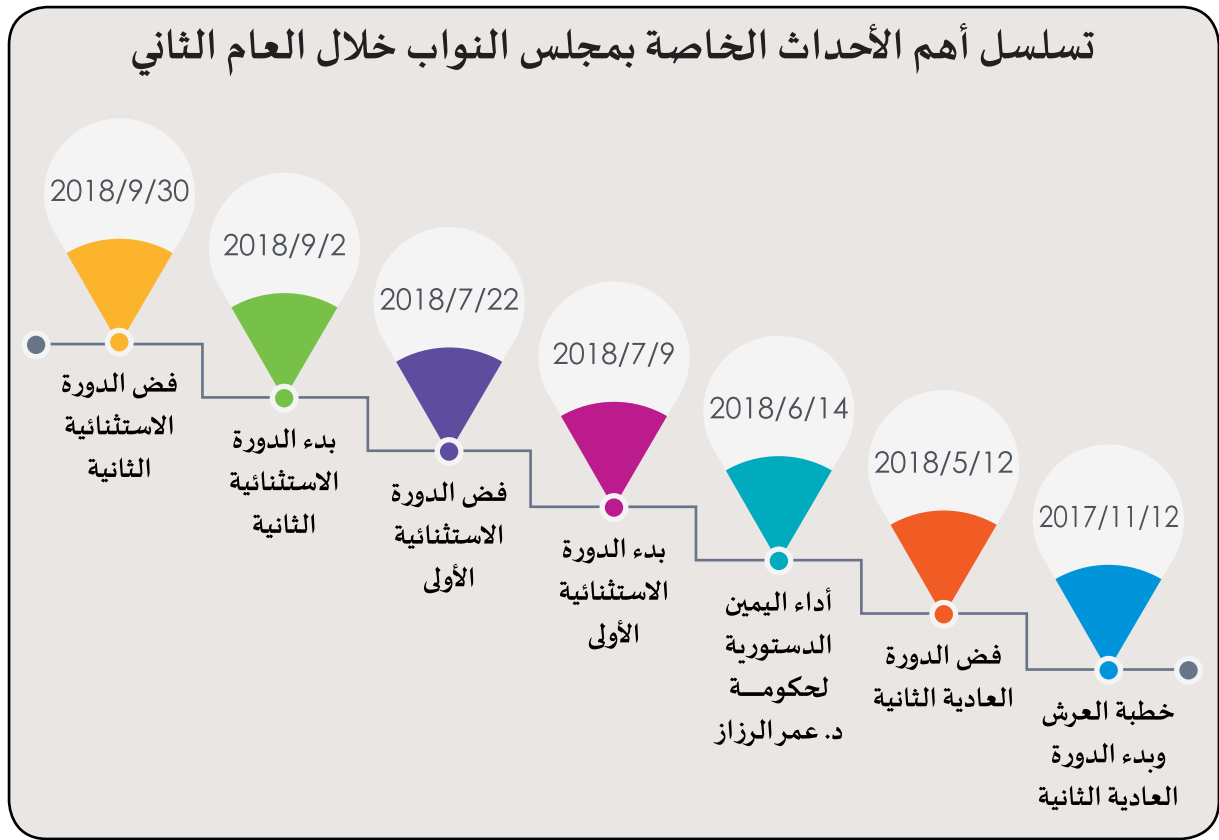 تسلسل أهم الأحداث الخاصة بمجلس النواب خلال العام الثاني
2017/11/12
خطبة العرش
وبدء الدورة
العادية الثانية
2018/5/12
فض الدورة
العادية الثانية
2018/6/14
أداء اليمين
الدستورية
لحكومــة
د. عمر الرزاز
2018/7/9
بدء الدورة
الاستثنائية
الأولى
2018/7/22
فض الدورة
الاستثنائية
الأولى
2018/9/2
بدء الدورة
الاستثنائية
الثانية
2018/9/30
فض الدورة
الاستثنائية
الثانية